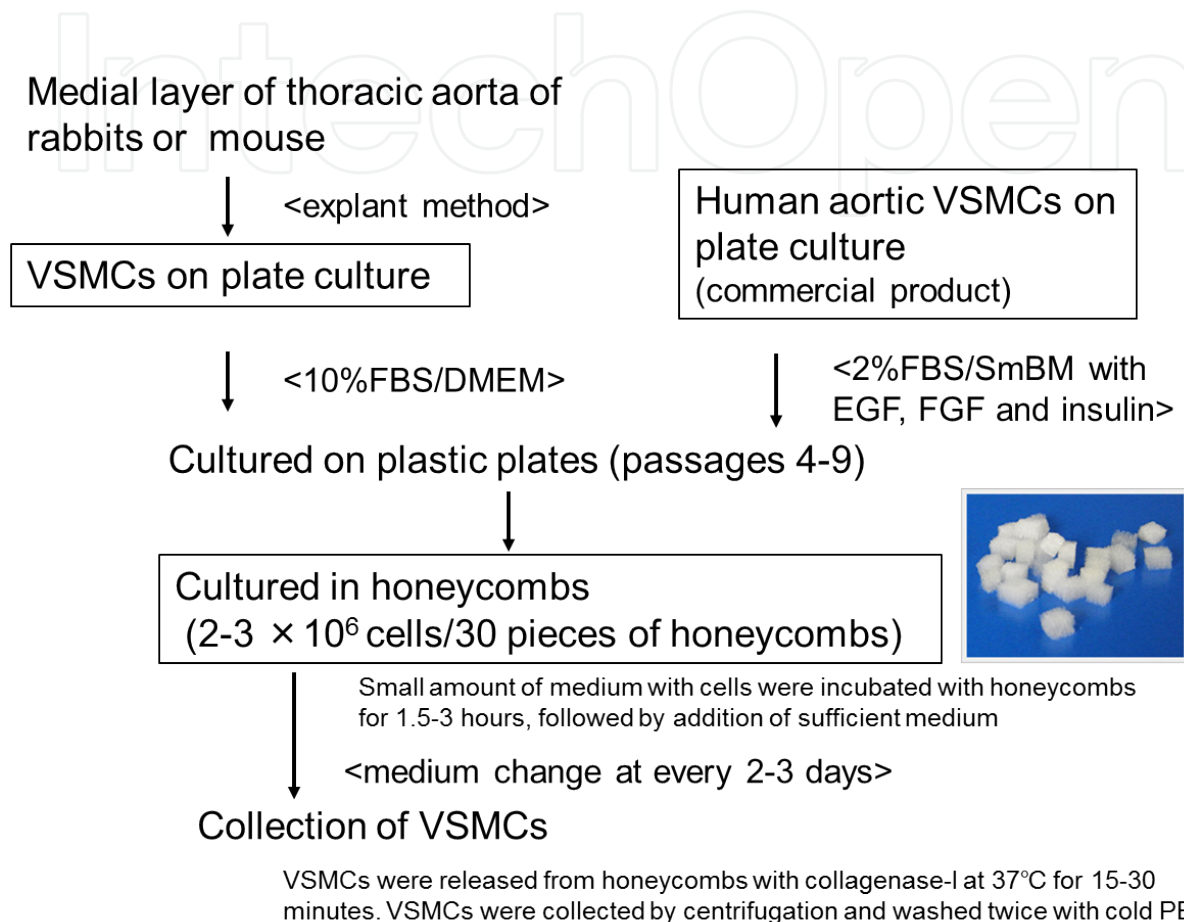 IntechOpen
Medial layer of thoracic aorta of
rabbits or mouse
<explant method>
VSMCs on plate culture
Human aortic VSMCs on
plate culture
(commercial product)
<10%FBS/DMEM>
<2%FBS/SmBM with
EGF, FGF and insulin>
Cultured on plastic plates (passages 4-9)
Cultured in honeycombs
(2-3 × 10⁶ cells/30 pieces of honeycombs)
Small amount of medium with cells were incubated with honeycombs
for 1.5-3 hours, followed by addition of sufficient medium
<medium change at every 2-3 days>
Collection of VSMCs
VSMCs were released from honeycombs with collagenase-I at 37°C for 15-30
minutes. VSMCs were collected by centrifugation and washed twice with cold